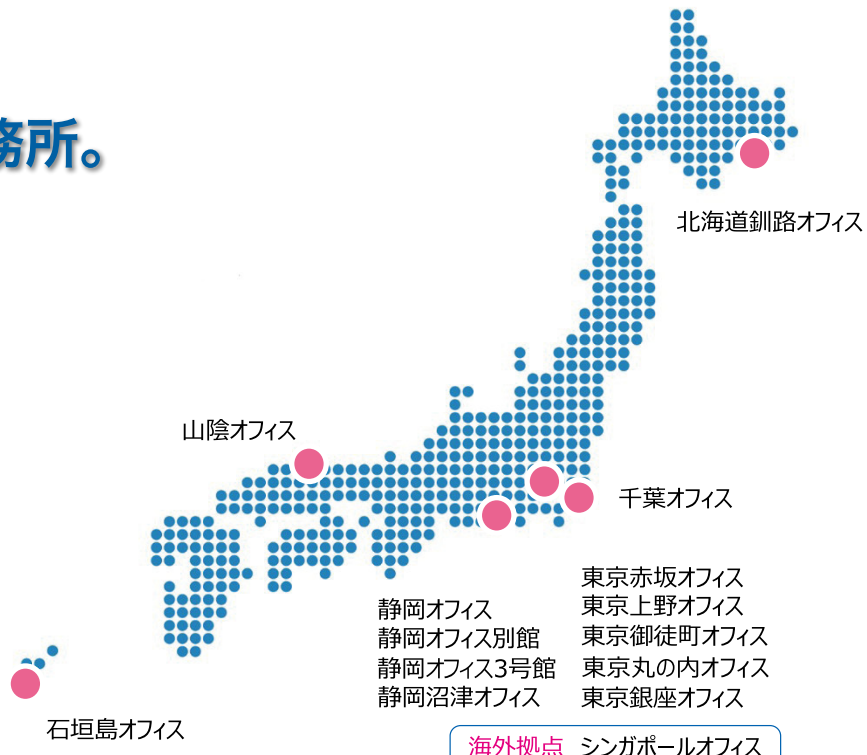 務所。
北海道釧路オフィス
山陰オフィス
千葉オフィス
静岡オフィス
静岡オフィス別館
静岡オフィス3号館
静岡沼津オフィス
東京赤坂オフィス
東京上野オフィス
東京御徒町オフィス
東京丸の内オフィス
東京銀座オフィス
石垣島オフィス
海外拠点 シンガポールオフィス